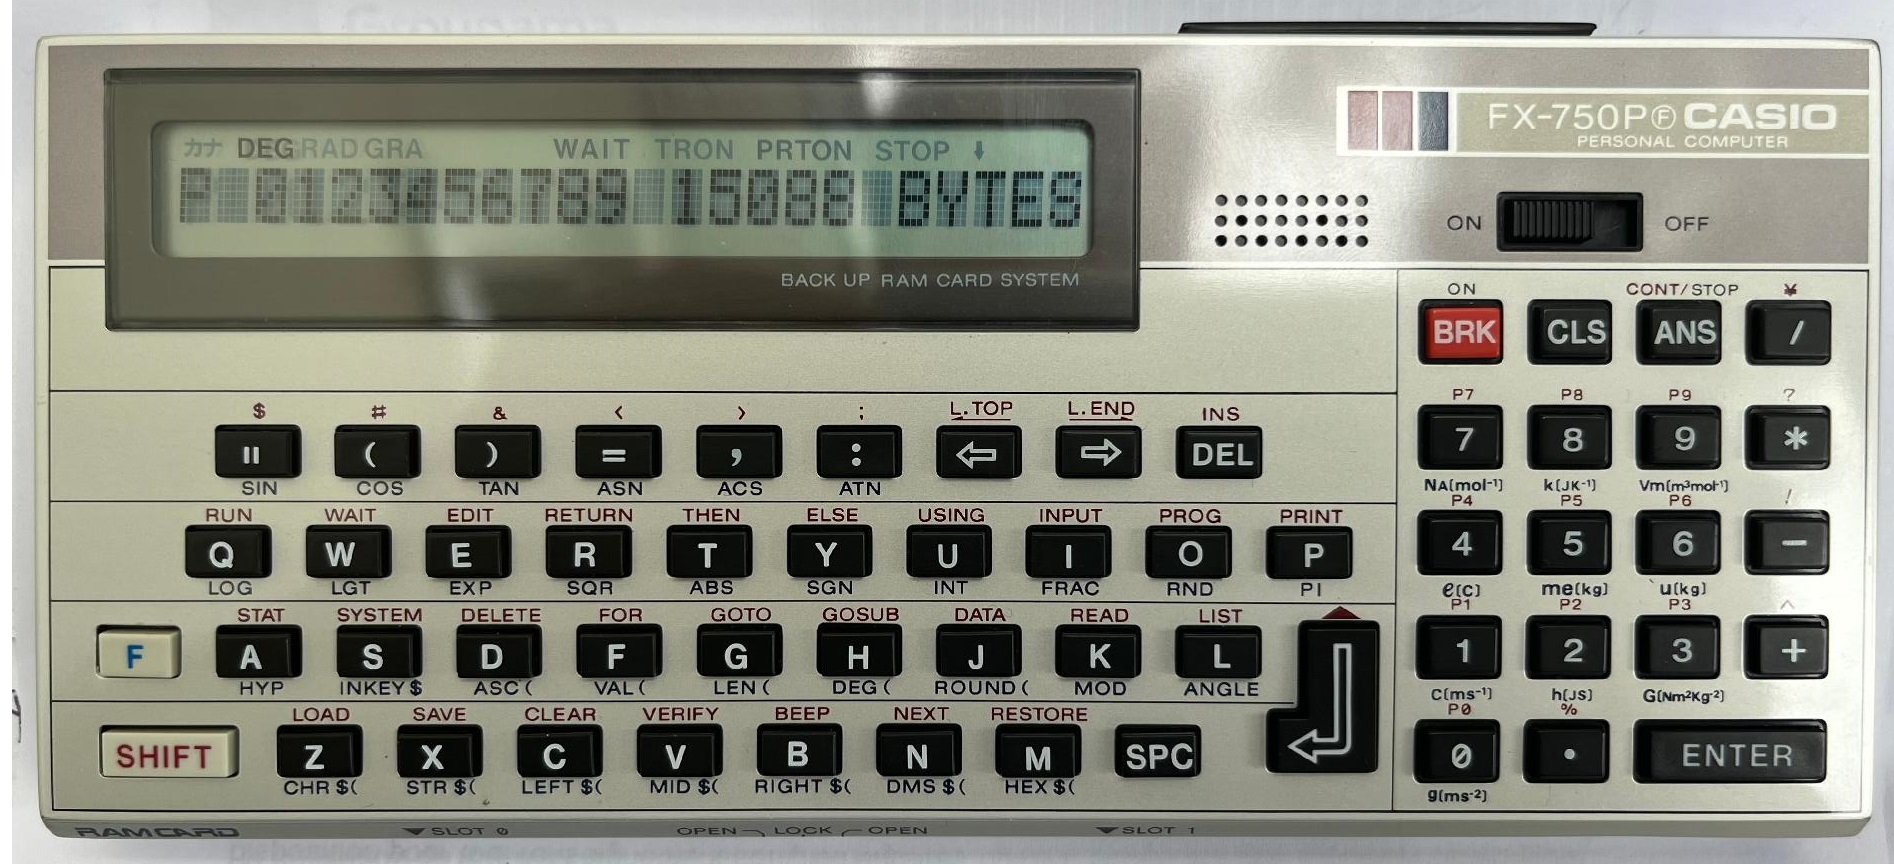 カナ DEG RAD GRA WAIT TRON PRTON STOP ↓
P 0123456789 15088 BYTES
BACK UP RAM CARD SYSTEM
FX-750P Ⓕ CASIO
PERSONAL COMPUTER
ON OFF
ON CONT/STOP ¥
BRK CLS ANS /
$ # & < > ; L.TOP L.END INS
" ( ) = , : ⇦ ⇨ DEL
SIN COS TAN ASN ACS ATN
RUN WAIT EDIT RETURN THEN ELSE USING INPUT PROG PRINT
Q W E R T Y U I O P
LOG LGT EXP SQR ABS SGN INT FRAC RND PI
STAT SYSTEM DELETE FOR GOTO GOSUB DATA READ LIST
F A S D F G H J K L
HYP INKEY$ ASC( VAL( LEN( DEG( ROUND( MOD ANGLE
LOAD SAVE CLEAR VERIFY BEEP NEXT RESTORE
SHIFT Z X C V B N M SPC
CHR$( STR$( LEFT$( MID$( RIGHT$( DMS$( HEX$(
P7 P8 P9 ?
7 8 9 *
NA(mol⁻¹) k(JK⁻¹) Vm(m³mol⁻¹)
P4 P5 P6 !
4 5 6 −
e(C) me(kg) u(kg)
P1 P2 P3 ^
1 2 3 +
C(ms⁻¹) h(JS) G(Nm²Kg⁻²)
P0 %
0 . ENTER
g(ms⁻²)
RAM CARD ▼SLOT 0 OPEN LOCK OPEN ▼SLOT 1